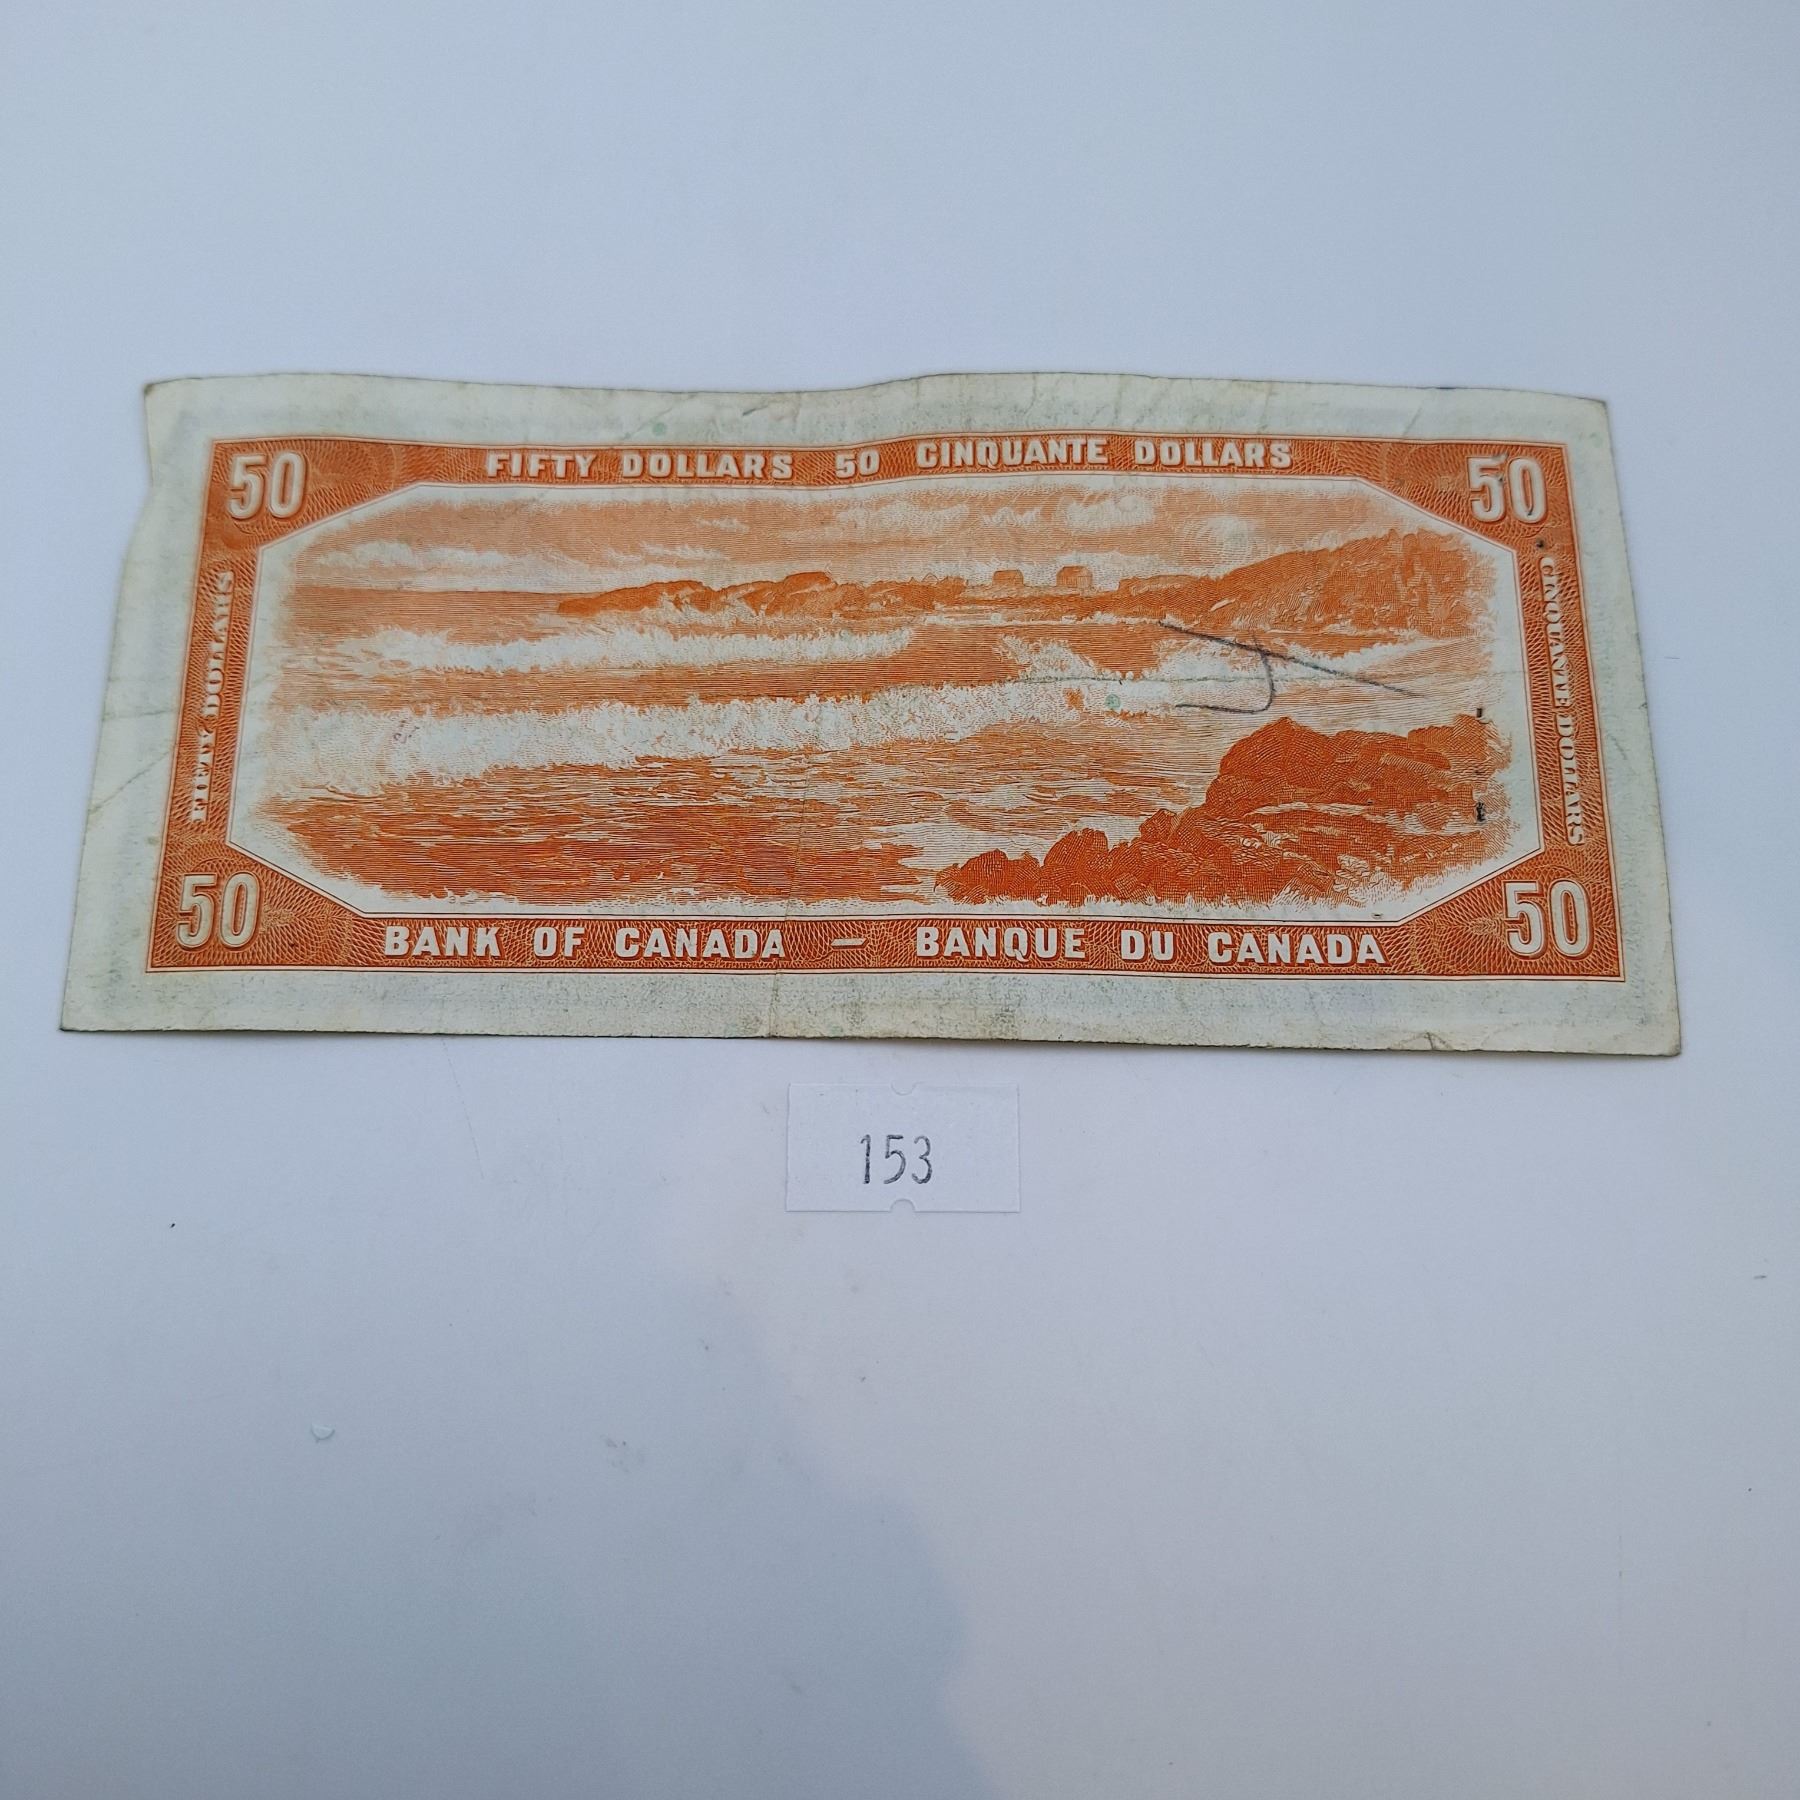 50 FIFTY DOLLARS 50 CINQUANTE DOLLARS 50
FIFTY DOLLARS
CINQUANTE DOLLARS
50 BANK OF CANADA — BANQUE DU CANADA 50
153